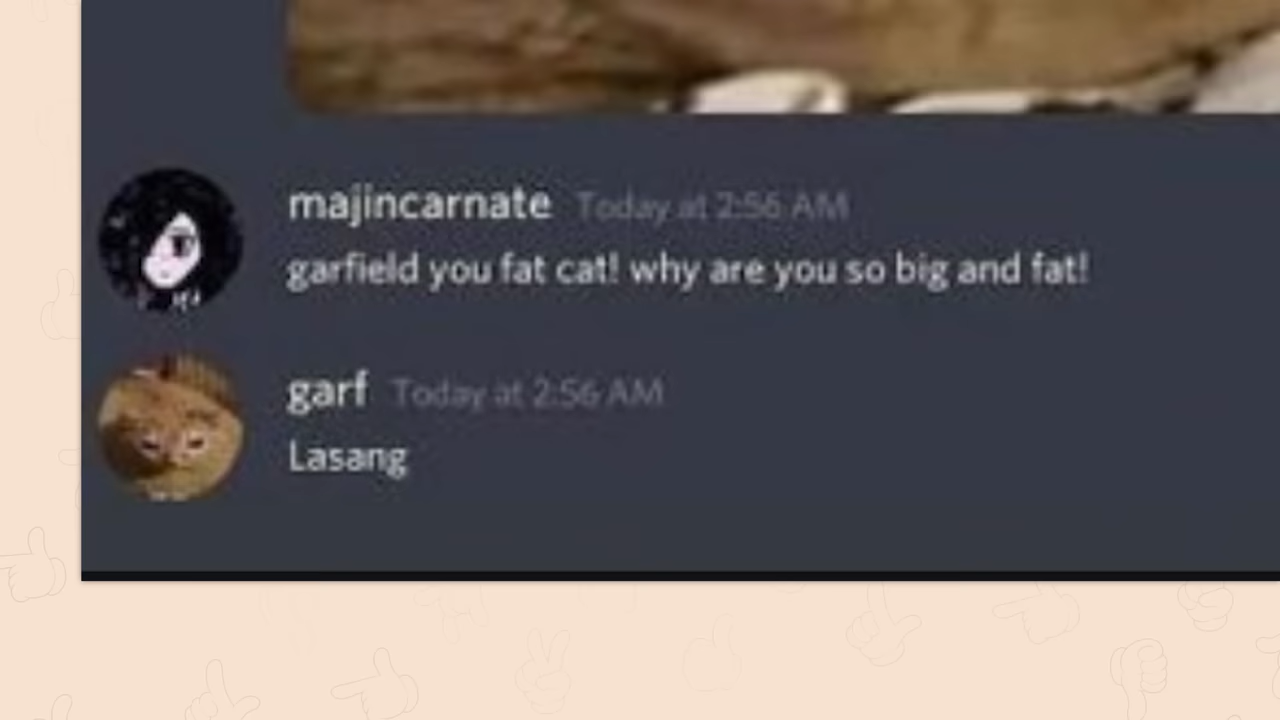 majincarnate Today at 2:56 AM
garfield you fat cat! why are you so big and fat!
garf Today at 2:56 AM
Lasang